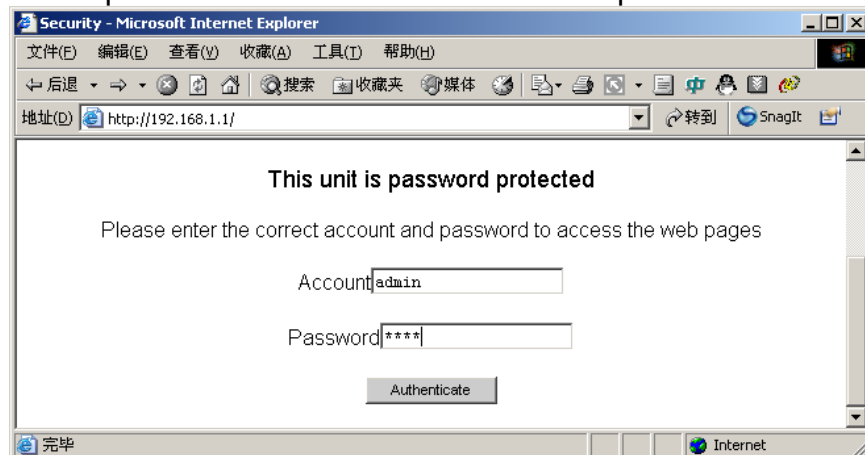 Security - Microsoft Internet Explorer
文件(F) 编辑(E) 查看(V) 收藏(A) 工具(T) 帮助(H)
后退 搜索 收藏夹 媒体
地址(D) http://192.168.1.1/ 转到 SnagIt
This unit is password protected
Please enter the correct account and password to access the web pages
Account admin
Password ****
Authenticate
完毕 Internet